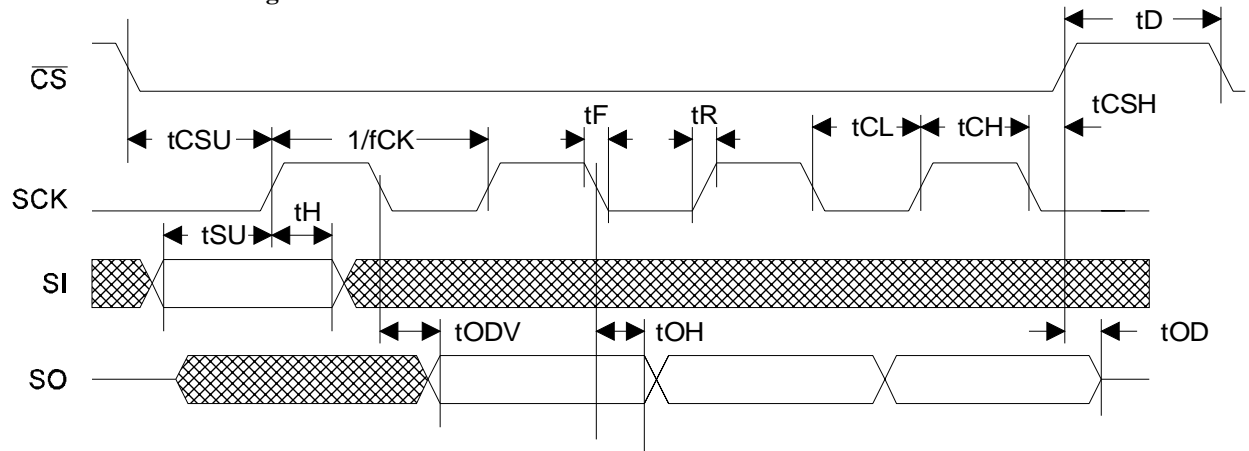 tD
CS
tCSH
tF
tR
tCSU
1/fCK
tCL
tCH
SCK
tH
tSU
SI
tODV
tOH
tOD
SO